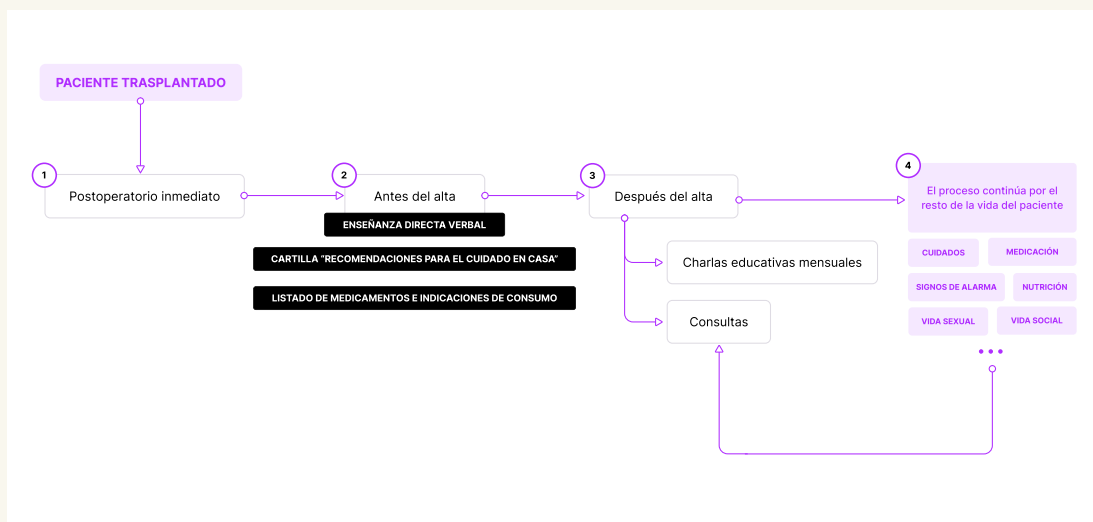 PACIENTE TRASPLANTADO
1
Postoperatorio inmediato
2
Antes del alta
ENSEÑANZA DIRECTA VERBAL
CARTILLA “RECOMENDACIONES PARA EL CUIDADO EN CASA”
LISTADO DE MEDICAMENTOS E INDICACIONES DE CONSUMO
3
Después del alta
Charlas educativas mensuales
Consultas
4
El proceso continúa por el
resto de la vida del paciente
CUIDADOS
MEDICACIÓN
SIGNOS DE ALARMA
NUTRICIÓN
VIDA SEXUAL
VIDA SOCIAL